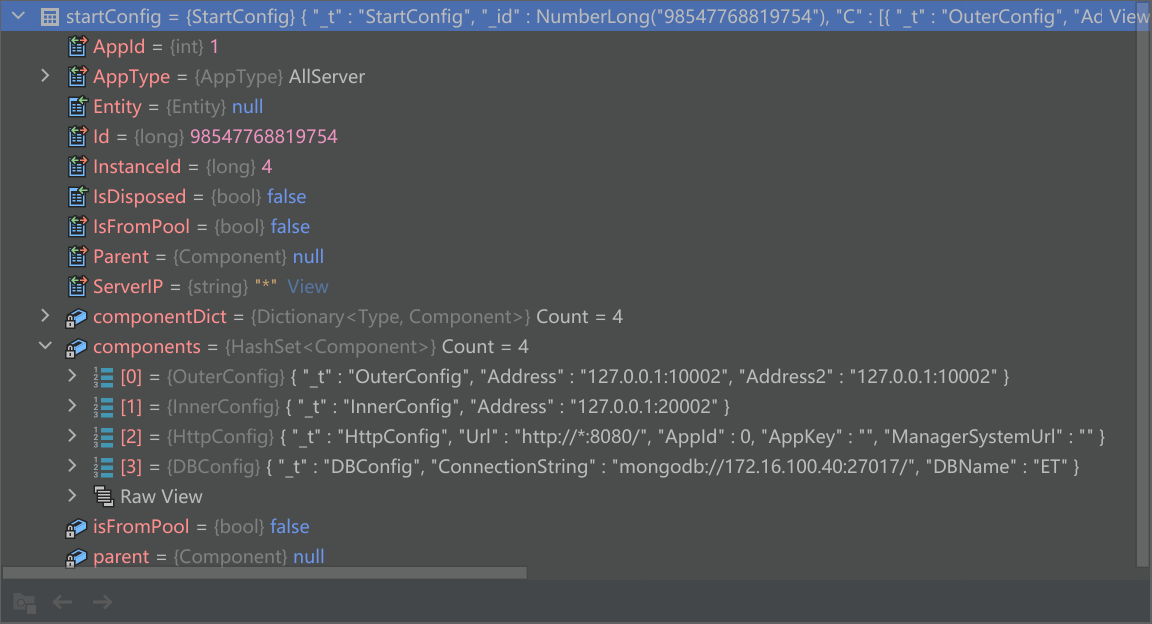 startConfig = {StartConfig} { "_t" : "StartConfig", "_id" : NumberLong("98547768819754"), "C" : [{ "_t" : "OuterConfig", "Ad View
AppId = {int} 1
AppType = {AppType} AllServer
Entity = {Entity} null
Id = {long} 98547768819754
InstanceId = {long} 4
IsDisposed = {bool} false
IsFromPool = {bool} false
Parent = {Component} null
ServerIP = {string} "*" View
componentDict = {Dictionary<Type, Component>} Count = 4
components = {HashSet<Component>} Count = 4
[0] = {OuterConfig} { "_t" : "OuterConfig", "Address" : "127.0.0.1:10002", "Address2" : "127.0.0.1:10002" }
[1] = {InnerConfig} { "_t" : "InnerConfig", "Address" : "127.0.0.1:20002" }
[2] = {HttpConfig} { "_t" : "HttpConfig", "Url" : "http://*:8080/", "AppId" : 0, "AppKey" : "", "ManagerSystemUrl" : "" }
[3] = {DBConfig} { "_t" : "DBConfig", "ConnectionString" : "mongodb://172.16.100.40:27017/", "DBName" : "ET" }
Raw View
isFromPool = {bool} false
parent = {Component} null